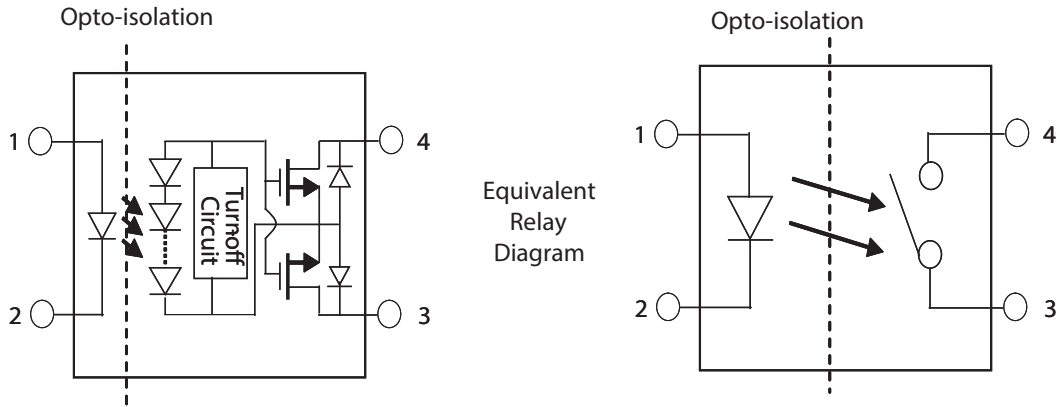 Opto-isolation
1
2
Turnoff
Circuit
4
3
Equivalent
Relay
Diagram
Opto-isolation
1
2
4
3